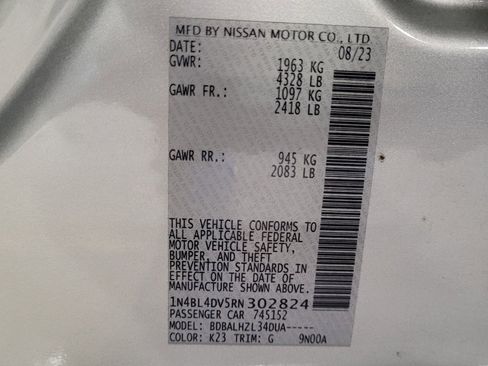 MFD BY NISSAN MOTOR CO., LTD.
DATE: 08/23
GVWR: 1963 KG
4328 LB
GAWR FR.: 1097 KG
2418 LB
GAWR RR.: 945 KG
2083 LB
THIS VEHICLE CONFORMS TO
ALL APPLICABLE FEDERAL
MOTOR VEHICLE SAFETY,
BUMPER, AND THEFT
PREVENTION STANDARDS IN
EFFECT ON THE DATE OF
MANUFACTURE SHOWN ABOVE.
1N4BL4DV5RN302824
PASSENGER CAR 745152
MODEL: BDBALHZL34DUA-----
COLOR: K23 TRIM: G 9N00A